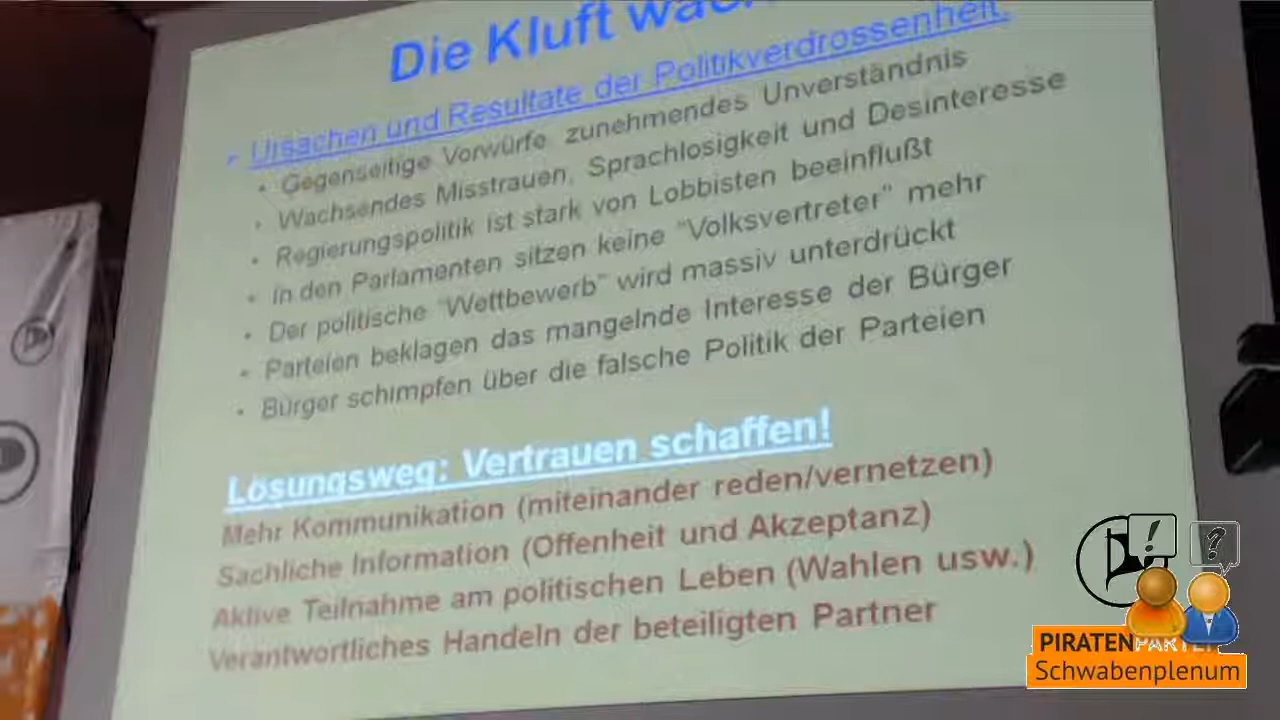 Die Kluft
Ursachen und Resultate der Politikverdrossenheit:
• Gegenseitige Vorwürfe zunehmendes Unverständnis
• Wachsendes Misstrauen, Sprachlosigkeit und Desinteresse
• Regierungspolitik ist stark von Lobbisten beeinflußt
• In den Parlamenten sitzen keine "Volksvertreter" mehr
• Der politische "Wettbewerb" wird massiv unterdrückt
• Parteien beklagen das mangelnde Interesse der Bürger
• Bürger schimpfen über die falsche Politik der Parteien
Lösungsweg: Vertrauen schaffen!
Mehr Kommunikation (miteinander reden/vernetzen)
Sachliche Information (Offenheit und Akzeptanz)
Aktive Teilnahme am politischen Leben (Wahlen usw.)
Verantwortliches Handeln der beteiligten Partner
! ?
PIRATENPARTEI
Schwabenplenum